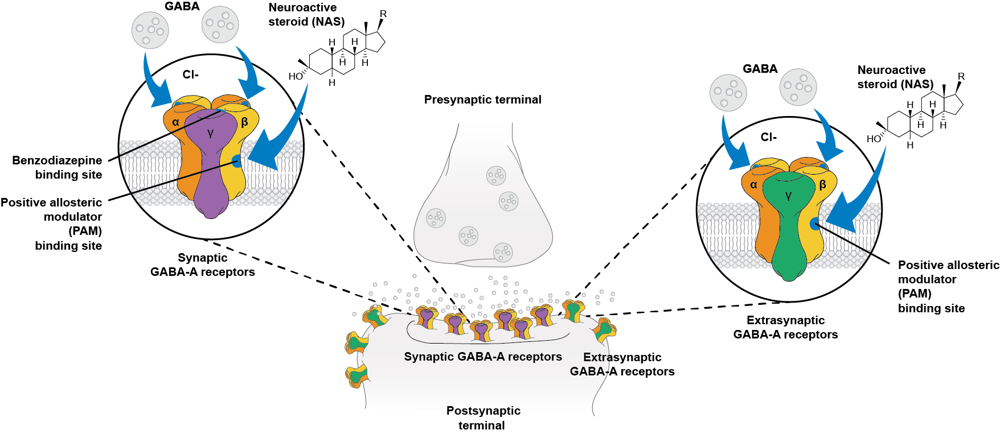 GABA
Neuroactive
steroid (NAS)
R
H
H
H
H
HO
H
Cl-
α
β
γ
Benzodiazepine
binding site
Positive allosteric
modulator
(PAM)
binding site
Synaptic
GABA-A receptors
Presynaptic terminal
GABA
Neuroactive
steroid (NAS)
R
H
H
H
H
HO
H
Cl-
α
β
γ
Positive allosteric
modulator
(PAM)
binding site
Extrasynaptic
GABA-A receptors
Synaptic GABA-A receptors
Extrasynaptic
GABA-A receptors
Postsynaptic
terminal